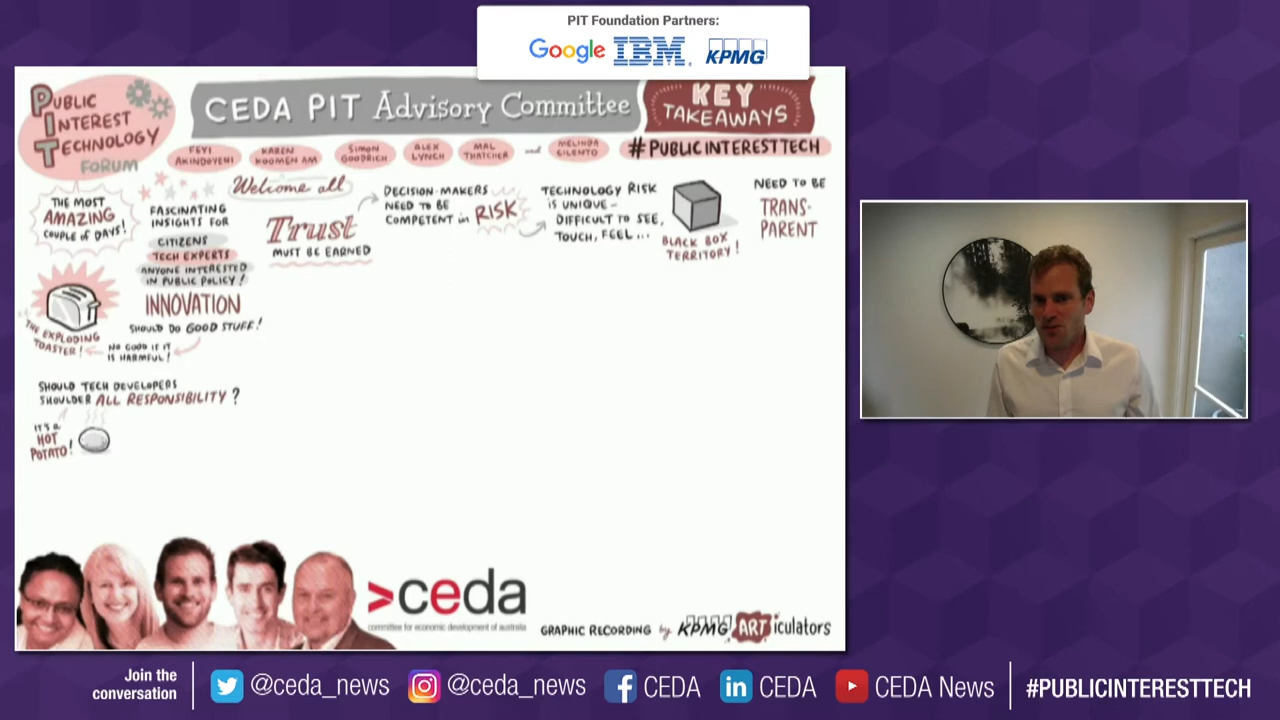 PIT Foundation Partners:
Google IBM KPMG
PUBLIC INTEREST TECHNOLOGY FORUM
CEDA PIT Advisory Committee
KEY TAKEAWAYS
FEYI AKINDOYENI
KAREN KOOMEN AM
SIMON GOODRICH
ALEX LYNCH
MAL THATCHER
and
MELINDA CILENTO
#PUBLICINTERESTTECH
THE MOST
AMAZING
COUPLE of DAYS!
FASCINATING
INSIGHTS FOR
CITIZENS
TECH EXPERTS
ANYONE INTERESTED
IN PUBLIC POLICY!
Welcome all
Trust
MUST BE EARNED
DECISION-MAKERS
NEED TO BE
COMPETENT in RISK
TECHNOLOGY RISK
IS UNIQUE –
DIFFICULT TO SEE,
TOUCH, FEEL...
BLACK BOX
TERRITORY!
NEED TO BE
TRANS-
PARENT
INNOVATION
SHOULD DO GOOD STUFF!
NO GOOD IF IT
IS HARMFUL!
THE EXPLODING
TOASTER!
SHOULD TECH DEVELOPERS
SHOULDER ALL RESPONSIBILITY?
IT'S A
HOT
POTATO!
>ceda
committee for economic development of australia
GRAPHIC RECORDING by KPMG ARTiculators
Join the
conversation
@ceda_news
@ceda_news
CEDA
CEDA
CEDA News
#PUBLICINTERESTTECH